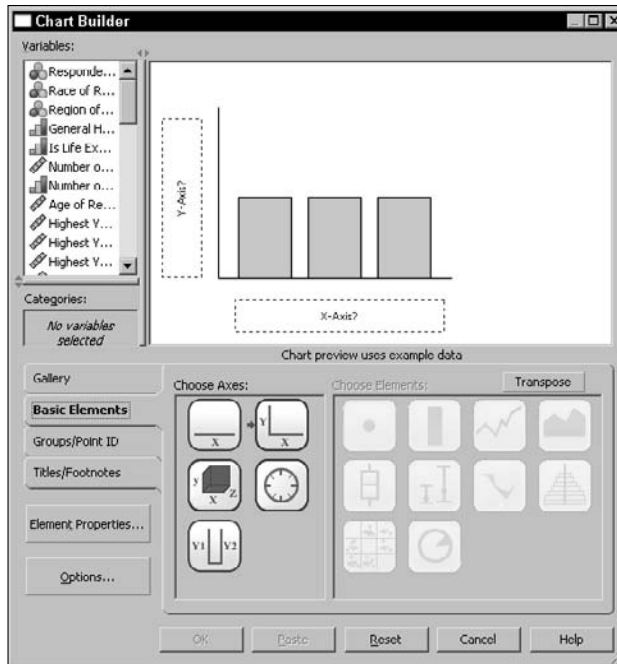 Chart Builder
Variables:
Responde...
Race of R...
Region of...
General H...
Is Life Ex...
Number o...
Number o...
Age of Re...
Highest Y...
Highest Y...
Highest Y...
Categories:
No variables
selected
Y-Axis?
X-Axis?
Chart preview uses example data
Gallery
Basic Elements
Groups/Point ID
Titles/Footnotes
Element Properties...
Options...
Choose Axes:
X
Y
X
y
X
Z
Y1
Y2
Choose Elements:
Transpose
OK
Paste
Reset
Cancel
Help